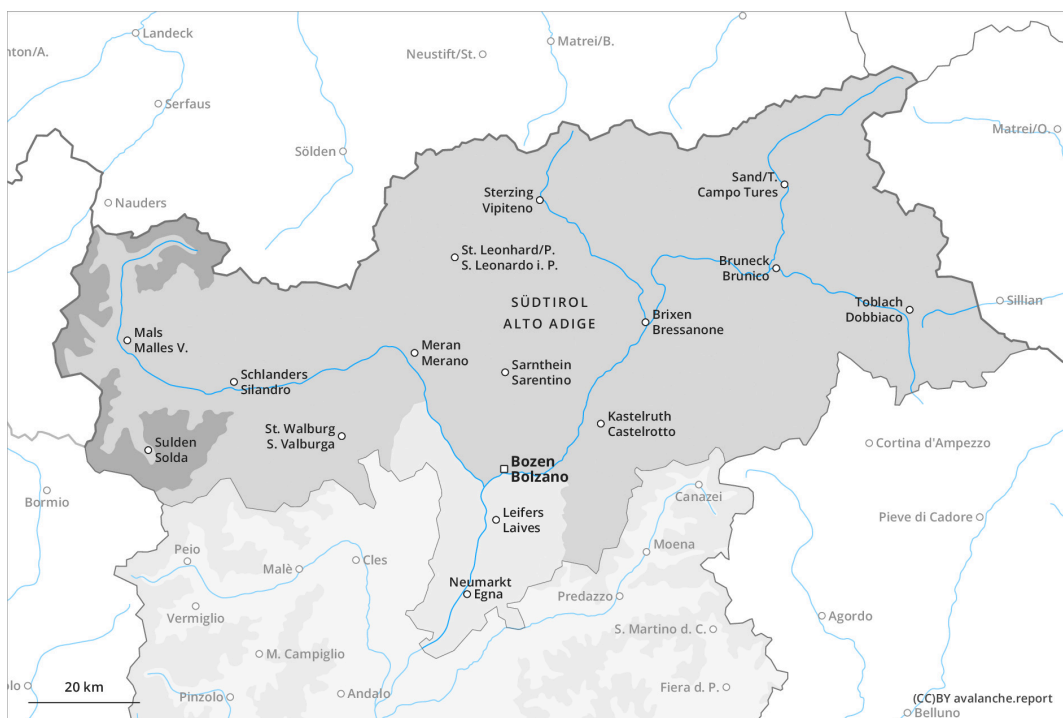 Landeck
nton/A.
Neustift/St.
Matrei/B.
Serfaus
Matrei/O.
Sölden
Nauders
Sterzing
Vipiteno
Sand/T.
Campo Tures
St. Leonhard/P.
S. Leonardo i. P.
Bruneck
Brunico
SÜDTIROL
ALTO ADIGE
Toblach
Dobbiaco
Sillian
Brixen
Bressanone
Mals
Malles V.
Meran
Merano
Sarnthein
Sarentino
Schlanders
Silandro
Kastelruth
Castelrotto
St. Walburg
S. Valburga
Sulden
Solda
Cortina d'Ampezzo
Bozen
Bolzano
Bormio
Canazei
Leifers
Laives
Pieve di Cadore
Peio
Malè
Cles
Moena
Neumarkt
Egna
Predazzo
Vermiglio
Agordo
S. Martino d. C.
M. Campiglio
olo
20 km
Pinzolo
Andalo
Fiera d. P.
(CC)BY avalanche.report
Belluno